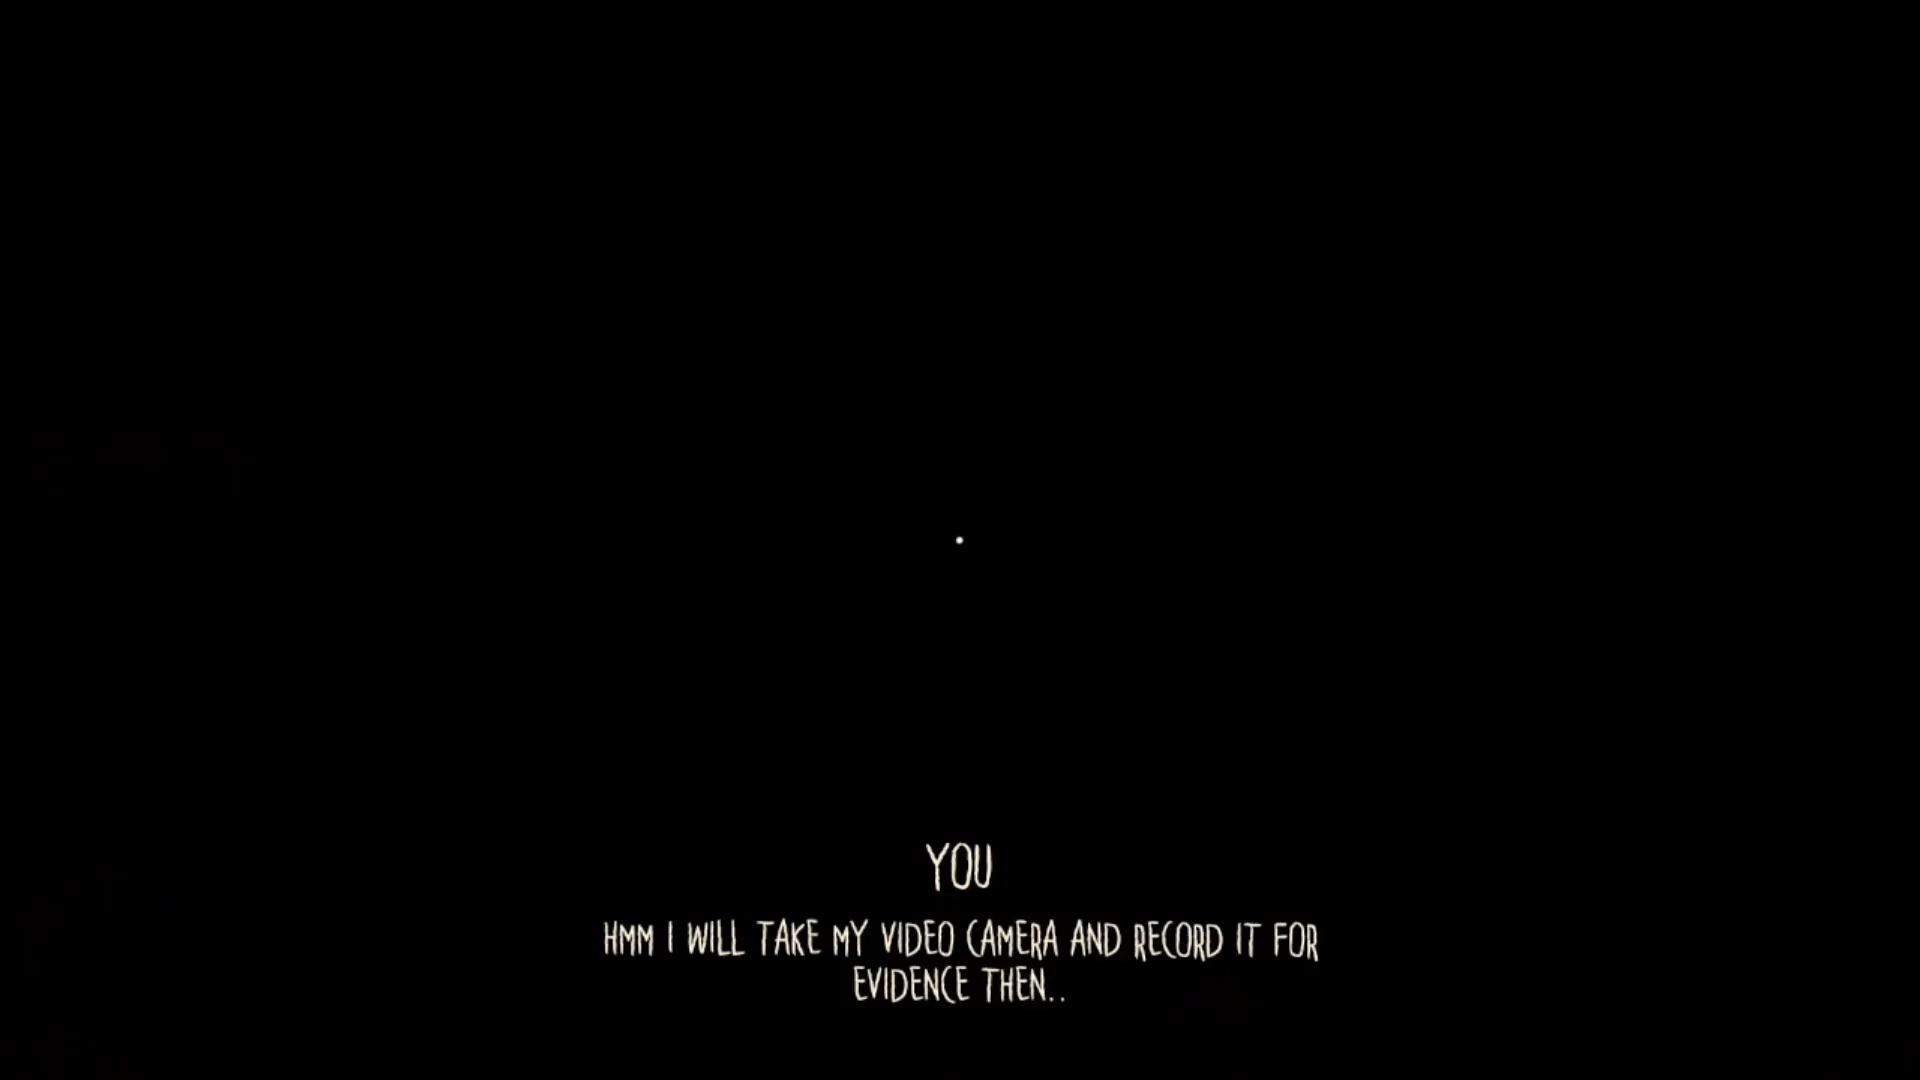 YOU
HMM I WILL TAKE MY VIDEO CAMERA AND RECORD IT FOR
EVIDENCE THEN..